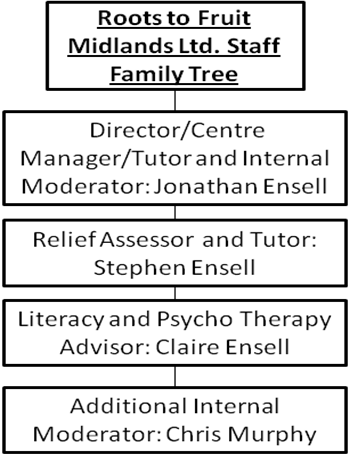 Roots to Fruit
Midlands Ltd. Staff
Family Tree
Director/Centre
Manager/Tutor and Internal
Moderator: Jonathan Ensell
Relief Assessor and Tutor:
Stephen Ensell
Literacy and Psycho Therapy
Advisor: Claire Ensell
Additional Internal
Moderator: Chris Murphy